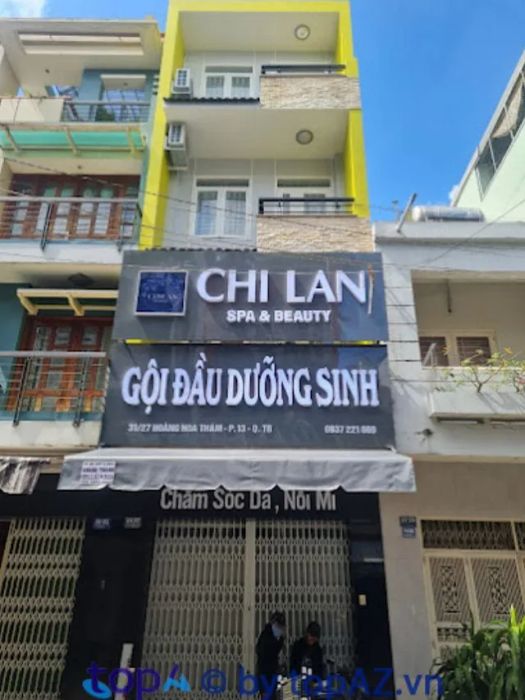 CHI LAN
SPA & BEAUTY
GỘI ĐẦU DƯỠNG SINH
31/27 HOÀNG HOA THÁM - P. 13 - Q. TB
0937 221 660
Chăm Sóc Da, Nối Mi
topAZ © by topAZ.vn